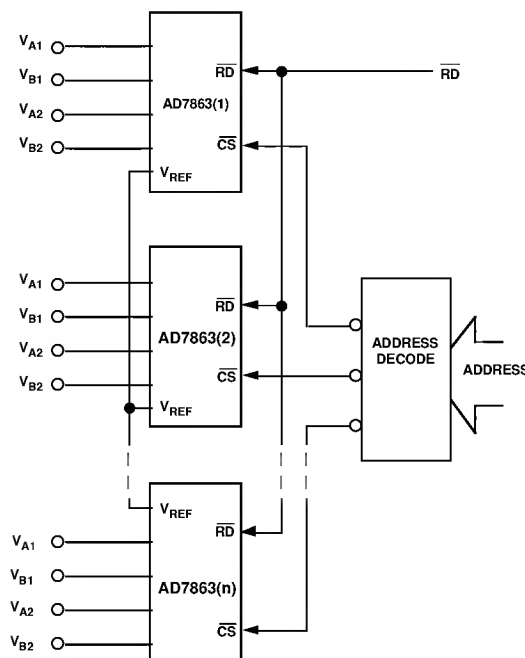 VA1
VB1
VA2
VB2
VREF
AD7863(1)
RD
CS
RD
VA1
VB1
VA2
VB2
VREF
AD7863(2)
RD
CS
ADDRESS
DECODE
ADDRESS
VREF
VA1
VB1
VA2
VB2
AD7863(n)
RD
CS